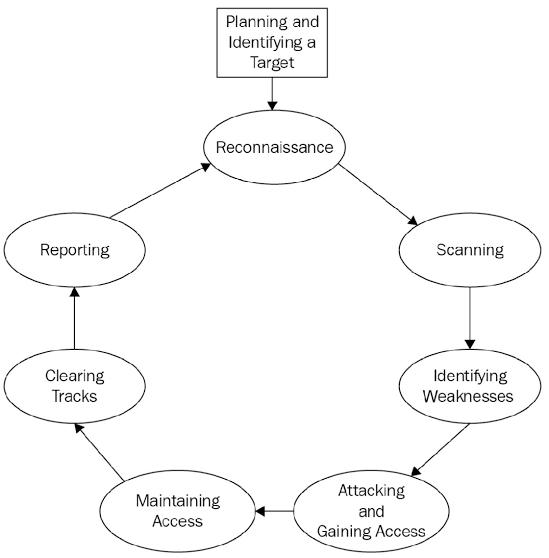 Planning and
Identifying a
Target
Reconnaissance
Scanning
Identifying
Weaknesses
Attacking
and
Gaining Access
Maintaining
Access
Clearing
Tracks
Reporting